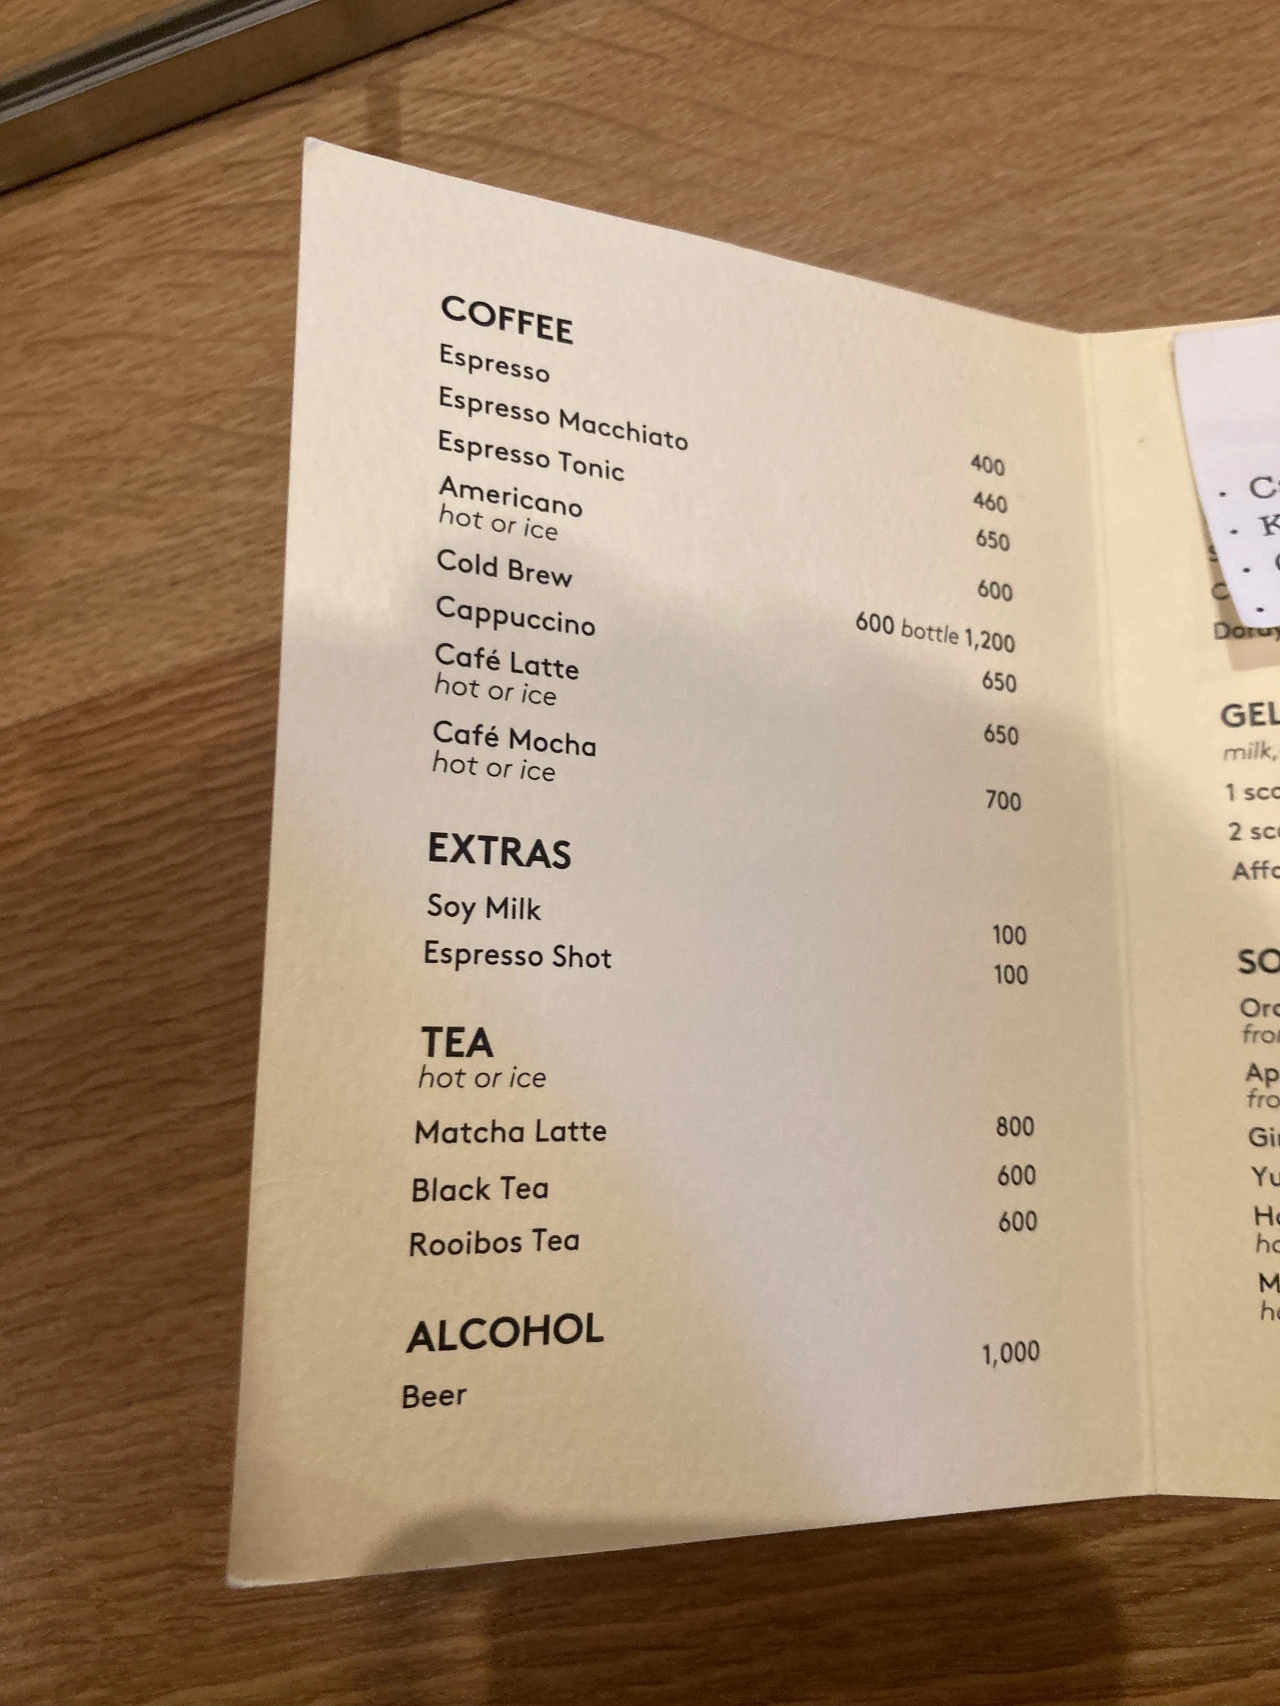 COFFEE
Espresso 400
Espresso Macchiato 460
Espresso Tonic 650
Americano 600
hot or ice
Cold Brew 600 bottle 1,200
Cappuccino 650
Café Latte 650
hot or ice
Café Mocha 700
hot or ice
EXTRAS
Soy Milk 100
Espresso Shot 100
TEA
hot or ice
Matcha Latte 800
Black Tea 600
Rooibos Tea 600
ALCOHOL
Beer 1,000
milk,
1
2